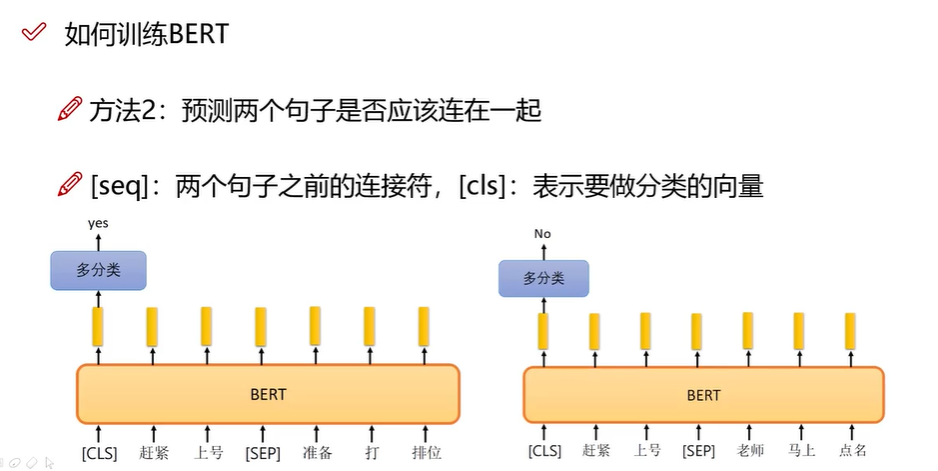 如何训练BERT
方法2：预测两个句子是否应该连在一起
[seq]：两个句子之前的连接符，[cls]：表示要做分类的向量
yes
多分类
BERT
[CLS] 赶紧 上号 [SEP] 准备 打 排位
No
多分类
BERT
[CLS] 赶紧 上号 [SEP] 老师 马上 点名